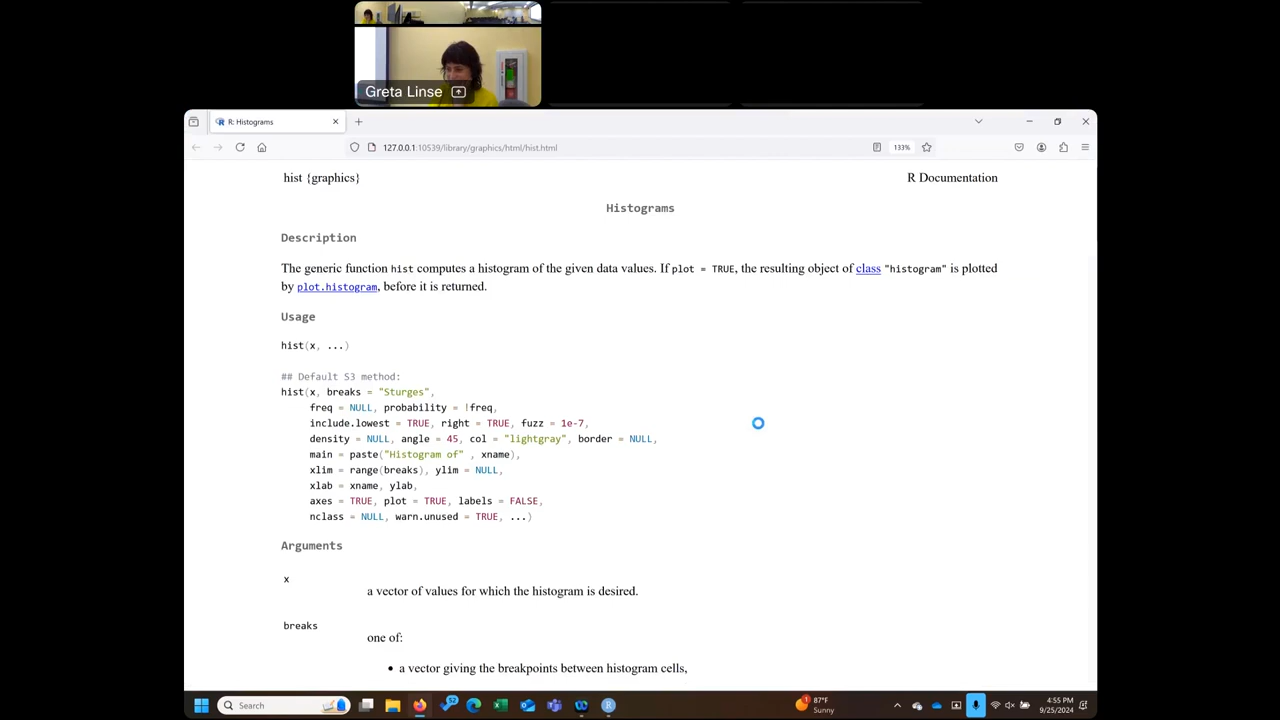 Greta Linse
R: Histograms
127.0.0.1:10539/library/graphics/html/hist.html
133%
hist {graphics}
R Documentation
Histograms
Description
The generic function hist computes a histogram of the given data values. If plot = TRUE, the resulting object of class "histogram" is plotted
by plot.histogram, before it is returned.
Usage
hist(x, ...)
## Default S3 method:
hist(x, breaks = "Sturges",
freq = NULL, probability = !freq,
include.lowest = TRUE, right = TRUE, fuzz = 1e-7,
density = NULL, angle = 45, col = "lightgray", border = NULL,
main = paste("Histogram of" , xname),
xlim = range(breaks), ylim = NULL,
xlab = xname, ylab,
axes = TRUE, plot = TRUE, labels = FALSE,
nclass = NULL, warn.unused = TRUE, ...)
Arguments
x
a vector of values for which the histogram is desired.
breaks
one of:
• a vector giving the breakpoints between histogram cells,
Search
52
87°F
Sunny
4:55 PM
9/25/2024